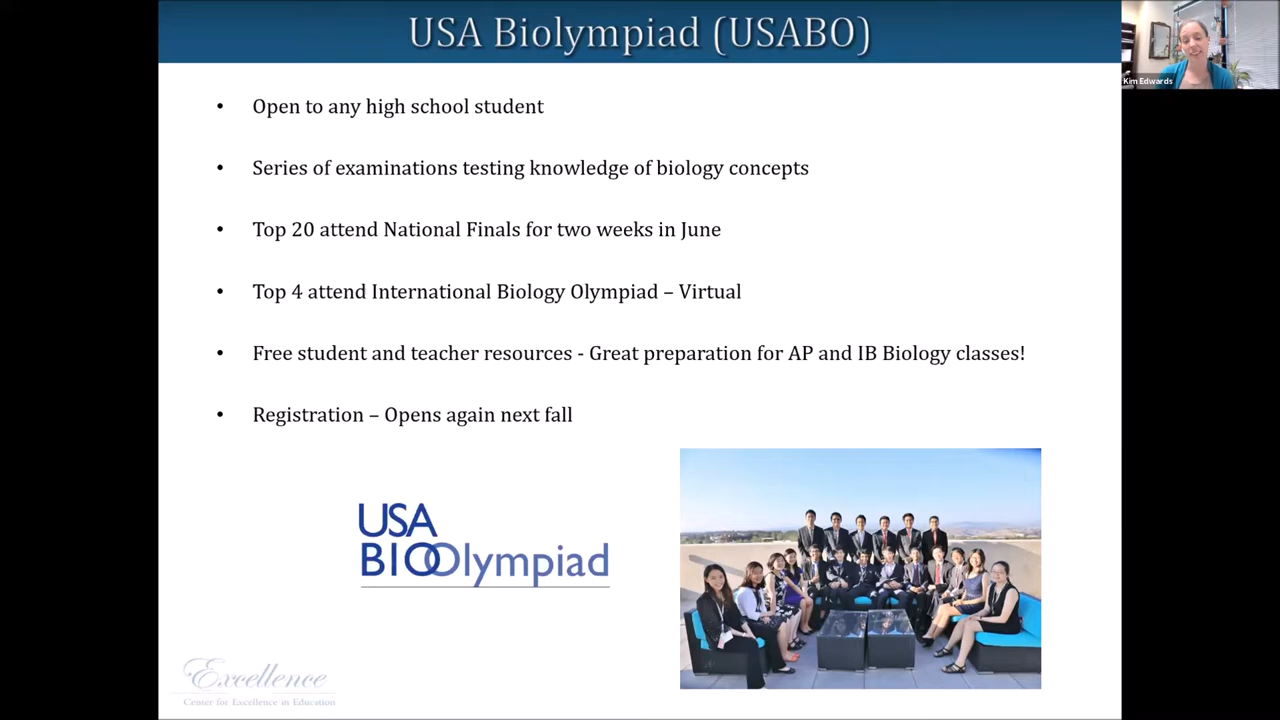 USA Biolympiad (USABO)
Kim Edwards
• Open to any high school student
• Series of examinations testing knowledge of biology concepts
• Top 20 attend National Finals for two weeks in June
• Top 4 attend International Biology Olympiad – Virtual
• Free student and teacher resources - Great preparation for AP and IB Biology classes!
• Registration – Opens again next fall
USA
BIOOlympiad
Excellence
Center for Excellence in Education